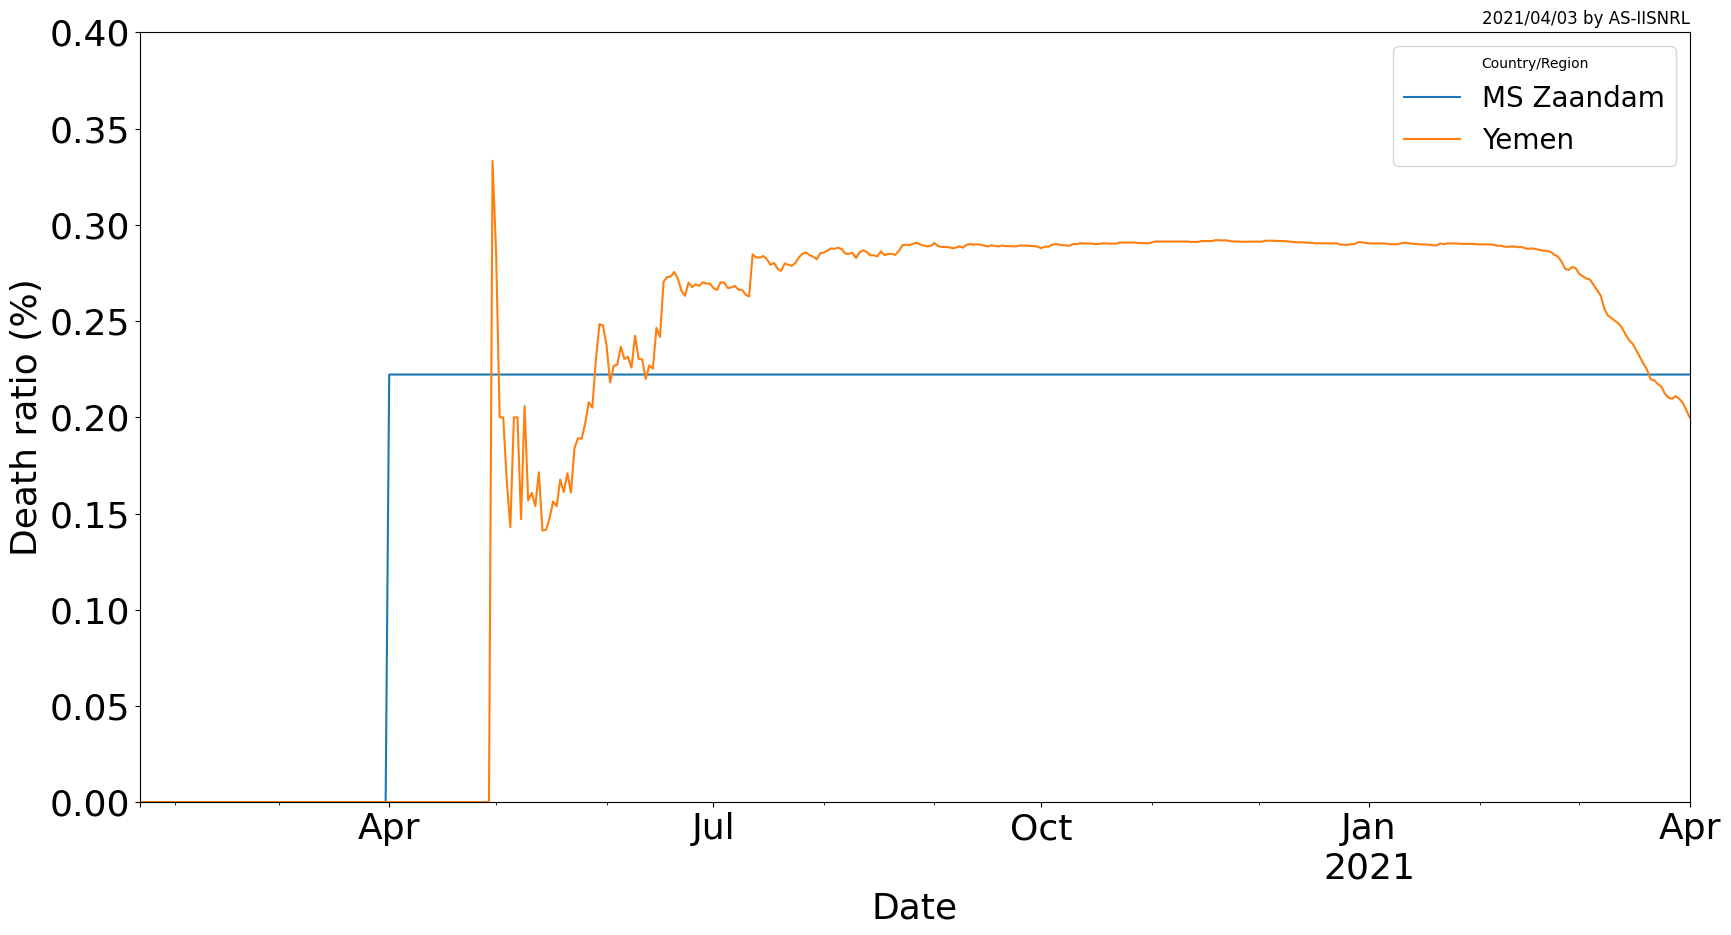 2021/04/03 by AS-IISNRL
Country/Region
MS Zaandam
Yemen
Death ratio (%)
0.40
0.35
0.30
0.25
0.20
0.15
0.10
0.05
0.00
Apr Jul Oct Jan Apr
2021
Date